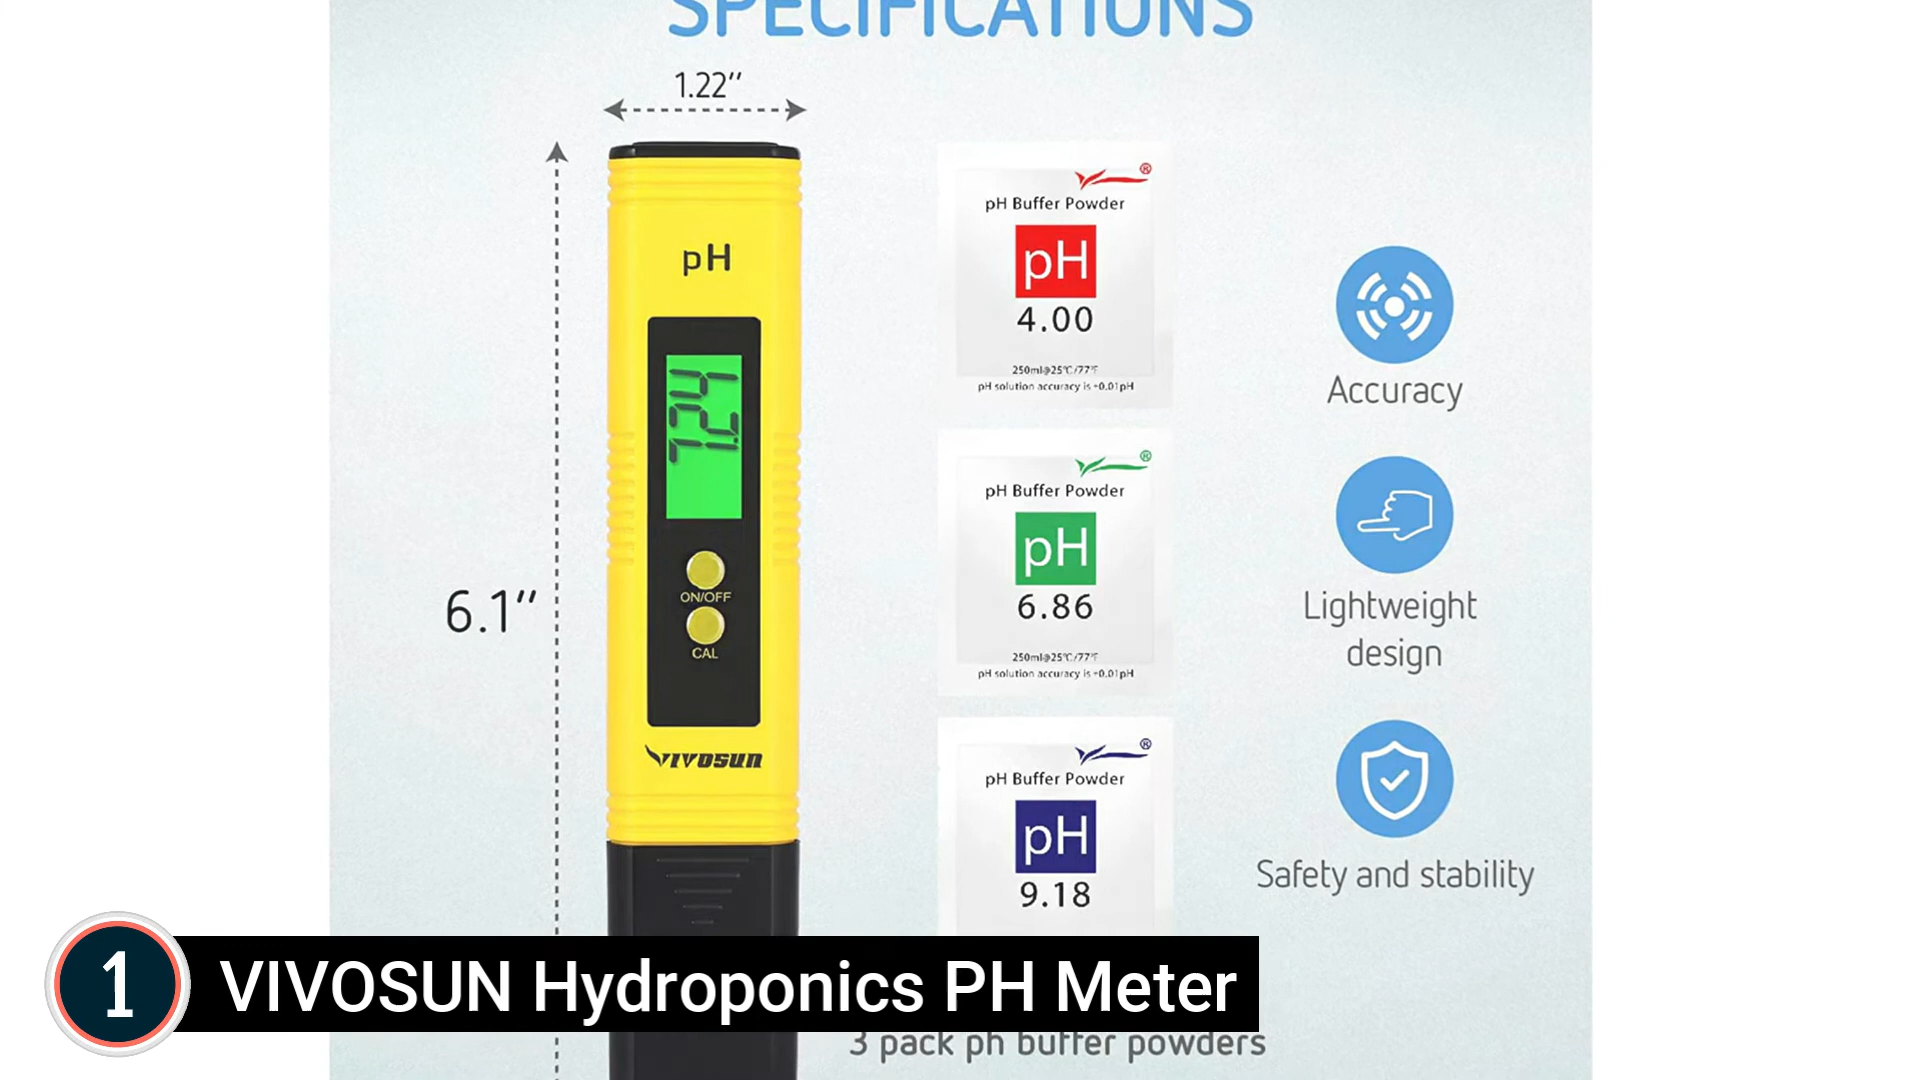 SPECIFICATIONS
1.22’’
6.1’’
pH
ON/OFF
CAL
VIVOSUN
®
pH Buffer Powder
pH
4.00
250ml@25℃/77℉
pH solution accuracy is ±0.01pH
®
pH Buffer Powder
pH
6.86
250ml@25℃/77℉
pH solution accuracy is ±0.01pH
®
pH Buffer Powder
pH
9.18
Accuracy
Lightweight
design
Safety and stability
1
VIVOSUN Hydroponics PH Meter
3 pack ph buffer powders